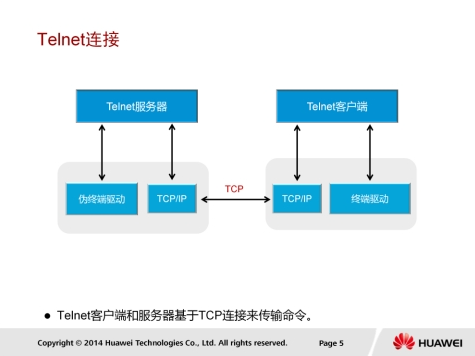 Telnet连接
Telnet服务器
Telnet客户端
伪终端驱动
TCP/IP
TCP
TCP/IP
终端驱动
● Telnet客户端和服务器基于TCP连接来传输命令。
Copyright © 2014 Huawei Technologies Co., Ltd. All rights reserved.
Page 5
HUAWEI